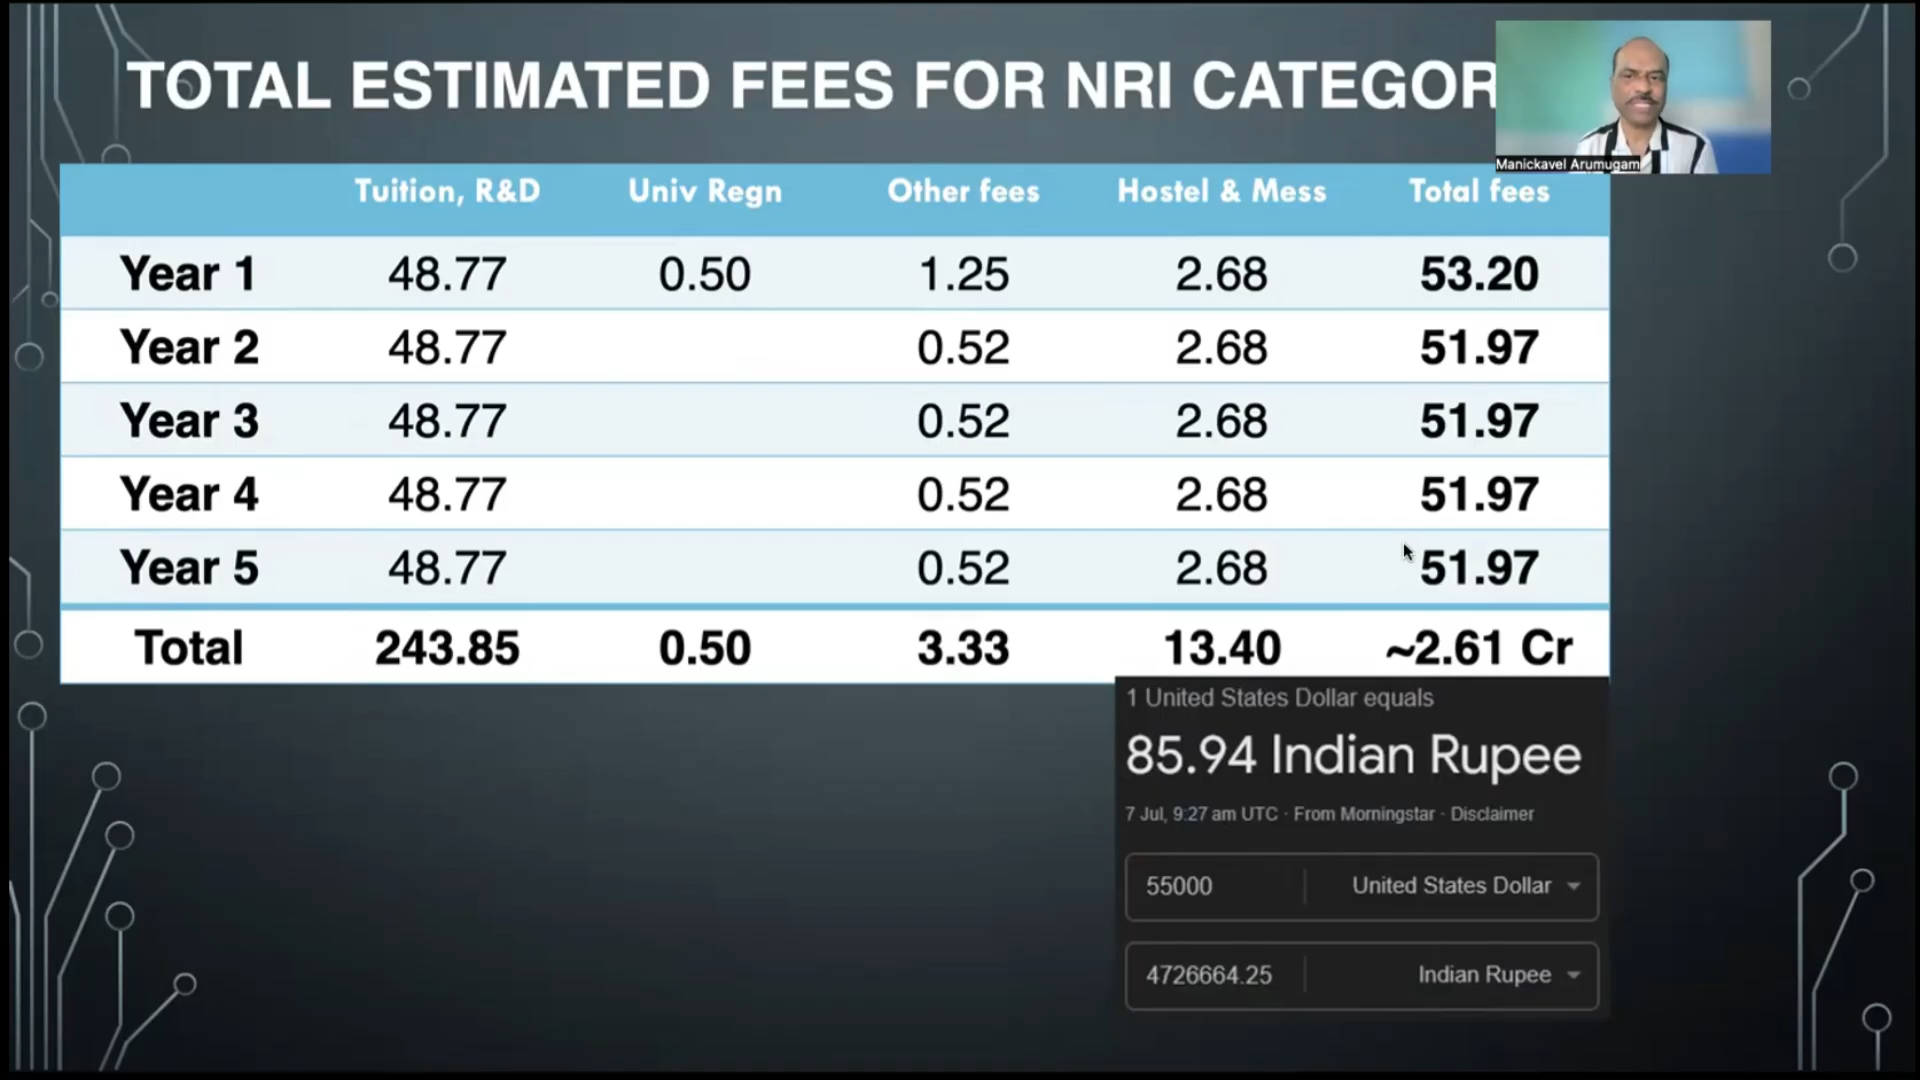 TOTAL ESTIMATED FEES FOR NRI CATEGOR
Manickavel Arumugam
Tuition, R&D Univ Regn Other fees Hostel & Mess Total fees
Year 1 48.77 0.50 1.25 2.68 53.20
Year 2 48.77 0.52 2.68 51.97
Year 3 48.77 0.52 2.68 51.97
Year 4 48.77 0.52 2.68 51.97
Year 5 48.77 0.52 2.68 51.97
Total 243.85 0.50 3.33 13.40 ~2.61 Cr
1 United States Dollar equals
85.94 Indian Rupee
7 Jul, 9:27 am UTC · From Morningstar · Disclaimer
55000 United States Dollar
4726664.25 Indian Rupee